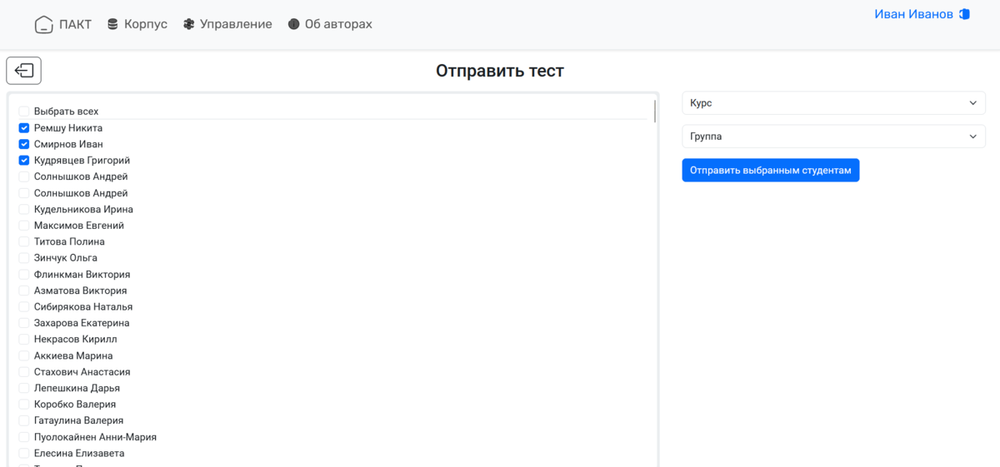 ПАКТ Корпус Управление Об авторах Иван Иванов
Отправить тест
Выбрать всех
Ремшу Никита
Смирнов Иван
Кудрявцев Григорий
Солнышков Андрей
Солнышков Андрей
Кудельникова Ирина
Максимов Евгений
Титова Полина
Зинчук Ольга
Флинкман Виктория
Азматова Виктория
Сибирякова Наталья
Захарова Екатерина
Некрасов Кирилл
Аккиева Марина
Стахович Анастасия
Лепешкина Дарья
Коробко Валерия
Гатаулина Валерия
Пуолокайнен Анни-Мария
Елесина Елизавета
Курс
Группа
Отправить выбранным студентам